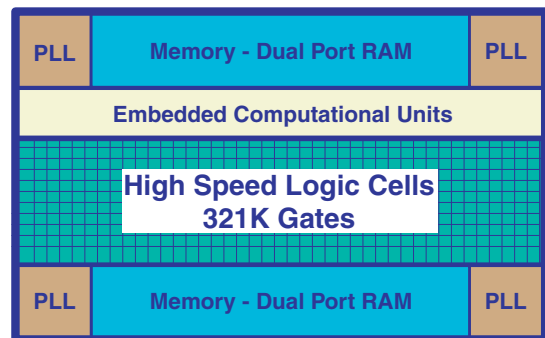 PLL Memory - Dual Port RAM PLL
Embedded Computational Units
High Speed Logic Cells
321K Gates
PLL Memory - Dual Port RAM PLL